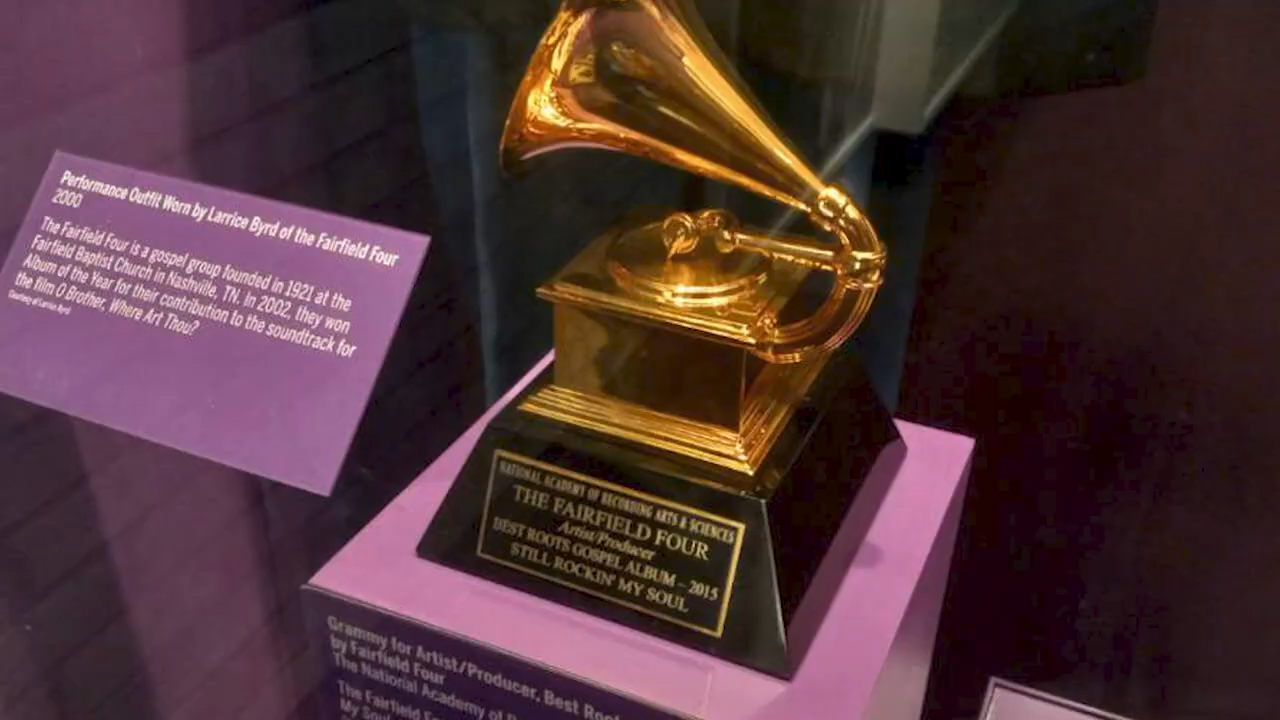 Performance Outfit Worn by Larrice Byrd of the Fairfield Four
2000
The Fairfield Four is a gospel group founded in 1921 at the
Fairfield Baptist Church in Nashville, TN. In 2002, they won
Album of the Year for their contribution to the soundtrack for
the film O Brother, Where Art Thou?
Courtesy of Larrice Byrd
NATIONAL ACADEMY OF RECORDING ARTS & SCIENCES
THE FAIRFIELD FOUR
Artist/Producer
BEST ROOTS GOSPEL ALBUM – 2015
STILL ROCKIN' MY SOUL
Grammy for Artist/Producer, Best
by Fairfield Four
The National Academy of
The Fairfield
My